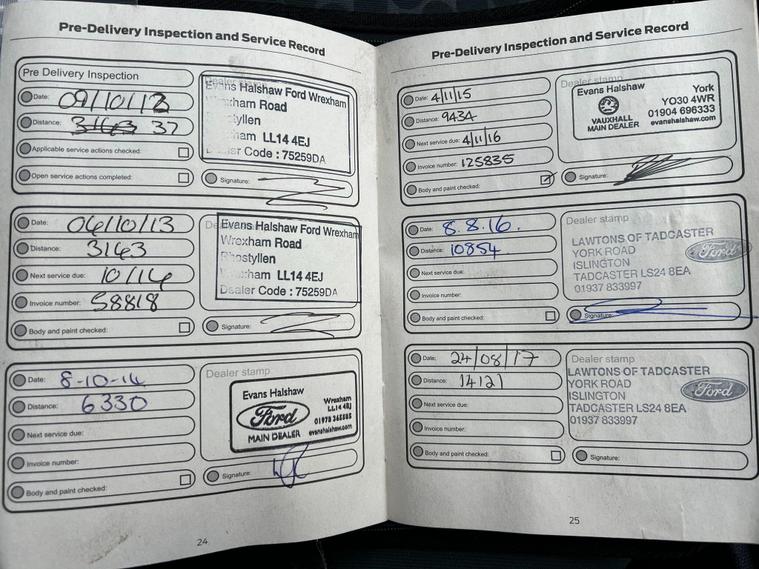 Pre-Delivery Inspection and Service Record
Pre Delivery Inspection
Date: 09/10/12
Distance: 3163 37
Applicable service actions checked:
Open service actions completed:
Dealer stamp
Evans Halshaw Ford Wrexham
Wrexham Road
styllen
ham LL14 4EJ
Dealer Code : 75259DA
Signature:
Date: 06/10/13
Distance: 3163
Next service due: 10/14
Invoice number: 58818
Body and paint checked:
Evans Halshaw Ford Wrexham
Wrexham Road
Rhostyllen
ham LL14 4EJ
Dealer Code : 75259DA
Signature:
Date: 8-10-14
Distance: 6330
Next service due:
Invoice number:
Body and paint checked:
Dealer stamp
Evans Halshaw
Ford
MAIN DEALER
Wrexham
LL14 4EJ
evanshalshaw.com
Signature:
24
Pre-Delivery Inspection and Service Record
Date: 4/11/15
Distance: 9434
Next service due: 4/11/16
Invoice number: 125835
Body and paint checked:
Dealer stamp
Evans Halshaw
VAUXHALL
MAIN DEALER
York
YO30 4WR
01904 696333
evanshalshaw.com
Signature:
Date: 8.8.16.
Distance: 10854
Next service due:
Invoice number:
Body and paint checked:
Dealer stamp
LAWTONS OF TADCASTER
YORK ROAD
ISLINGTON
TADCASTER LS24 8EA
01937 833997
Ford
Signature:
Date: 24/08/17
Distance: 14121
Next service due:
Invoice number:
Body and paint checked:
Dealer stamp
LAWTONS OF TADCASTER
YORK ROAD
ISLINGTON
TADCASTER LS24 8EA
01937 833997
Ford
Signature:
25